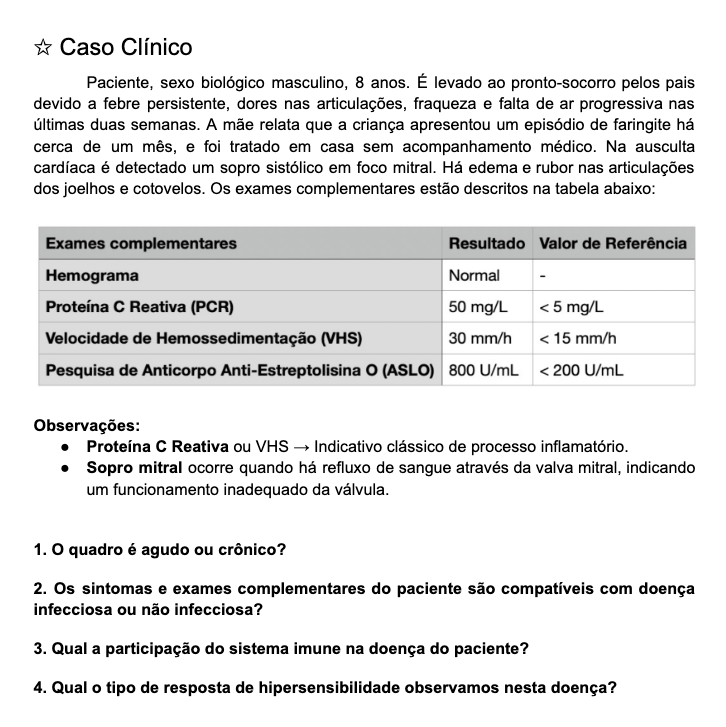 ☆ Caso Clínico
Paciente, sexo biológico masculino, 8 anos. É levado ao pronto-socorro pelos pais
devido a febre persistente, dores nas articulações, fraqueza e falta de ar progressiva nas
últimas duas semanas. A mãe relata que a criança apresentou um episódio de faringite há
cerca de um mês, e foi tratado em casa sem acompanhamento médico. Na ausculta
cardíaca é detectado um sopro sistólico em foco mitral. Há edema e rubor nas articulações
dos joelhos e cotovelos. Os exames complementares estão descritos na tabela abaixo:
Exames complementares Resultado Valor de Referência
Hemograma Normal -
Proteína C Reativa (PCR) 50 mg/L < 5 mg/L
Velocidade de Hemossedimentação (VHS) 30 mm/h < 15 mm/h
Pesquisa de Anticorpo Anti-Estreptolisina O (ASLO) 800 U/mL < 200 U/mL
Observações:
● Proteína C Reativa ou VHS → Indicativo clássico de processo inflamatório.
● Sopro mitral ocorre quando há refluxo de sangue através da valva mitral, indicando
um funcionamento inadequado da válvula.
1. O quadro é agudo ou crônico?
2. Os sintomas e exames complementares do paciente são compatíveis com doença
infecciosa ou não infecciosa?
3. Qual a participação do sistema imune na doença do paciente?
4. Qual o tipo de resposta de hipersensibilidade observamos nesta doença?